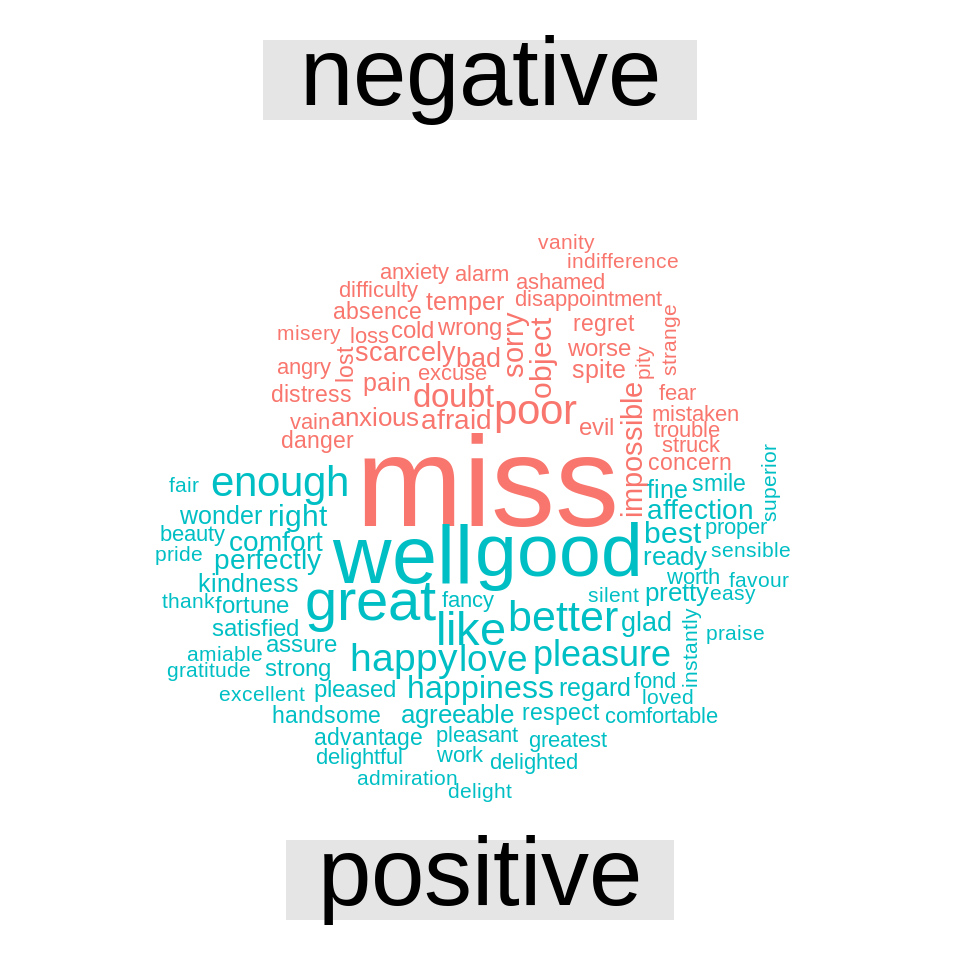 negative
vanity
indifference
anxiety alarm ashamed
difficulty temper disappointment
absence sorry object regret strange
misery loss cold wrong
lost scarcely bad worse pity
angry excuse spite
distress pain doubt poor impossible fear
vain anxious afraid evil mistaken
danger trouble
struck
miss concern
fair enough fine smile superior
wonder right affection
beauty comfort well good best proper
pride perfectly ready sensible
kindness worth favour
thank fortune great fancy silent pretty easy
satisfied like better glad instantly praise
amiable assure
gratitude strong happy love pleasure
excellent pleased happiness regard fond
loved
handsome agreeable respect comfortable
advantage pleasant greatest
delightful work delighted
admiration
delight
positive